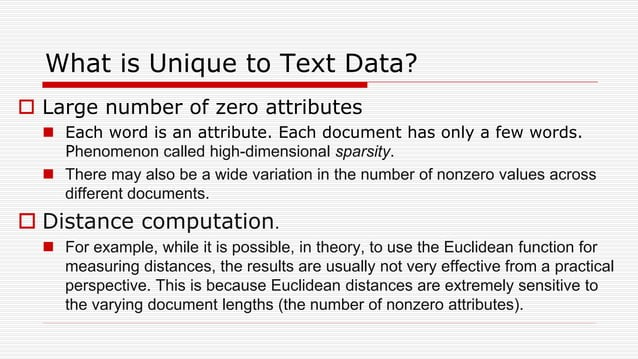 What is Unique to Text Data?
Large number of zero attributes
Each word is an attribute. Each document has only a few words.
Phenomenon called high-dimensional sparsity.
There may also be a wide variation in the number of nonzero values across
different documents.
Distance computation.
For example, while it is possible, in theory, to use the Euclidean function for
measuring distances, the results are usually not very effective from a practical
perspective. This is because Euclidean distances are extremely sensitive to
the varying document lengths (the number of nonzero attributes).